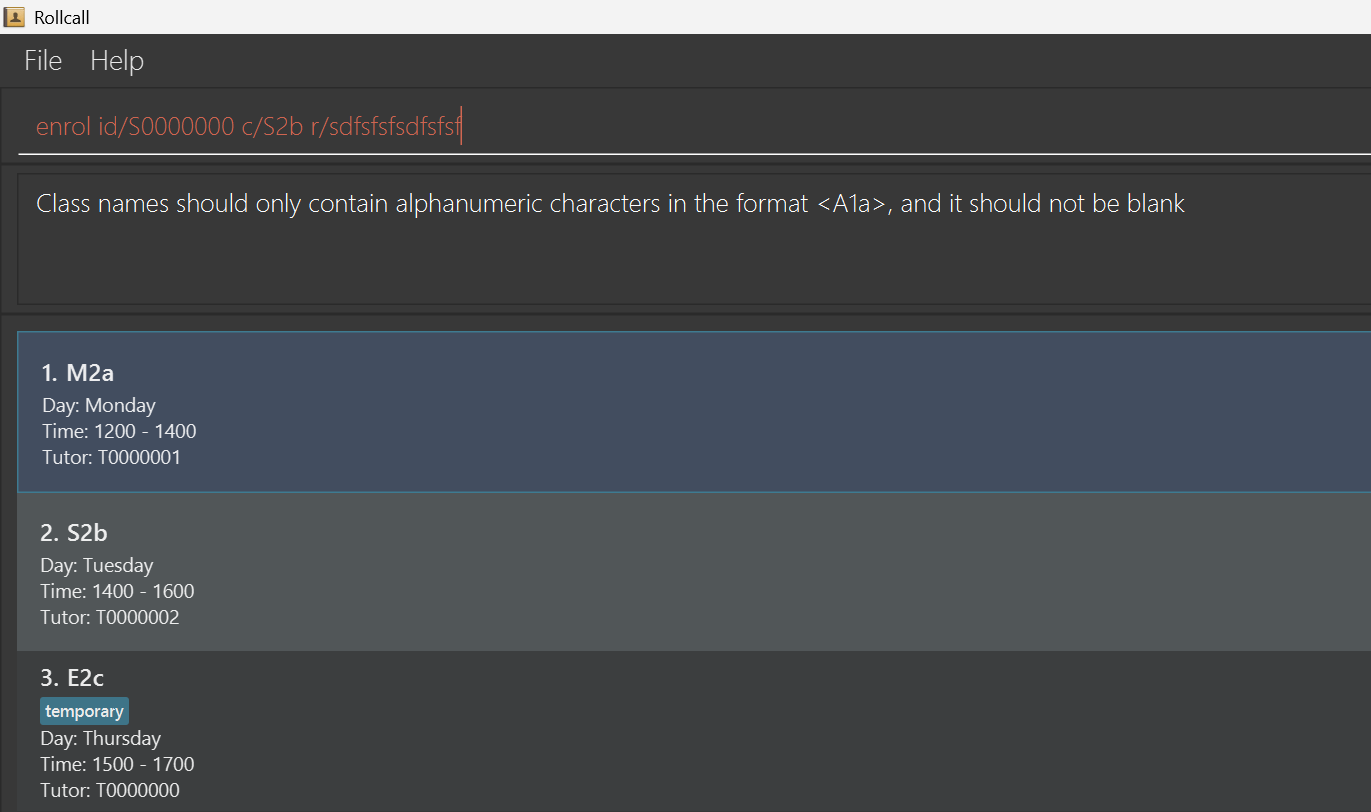 Rollcall
File Help
enrol id/S0000000 c/S2b r/sdfsfsfsdfsfsf
Class names should only contain alphanumeric characters in the format <A1a>, and it should not be blank
1. M2a
Day: Monday
Time: 1200 - 1400
Tutor: T0000001
2. S2b
Day: Tuesday
Time: 1400 - 1600
Tutor: T0000002
3. E2c
temporary
Day: Thursday
Time: 1500 - 1700
Tutor: T0000000